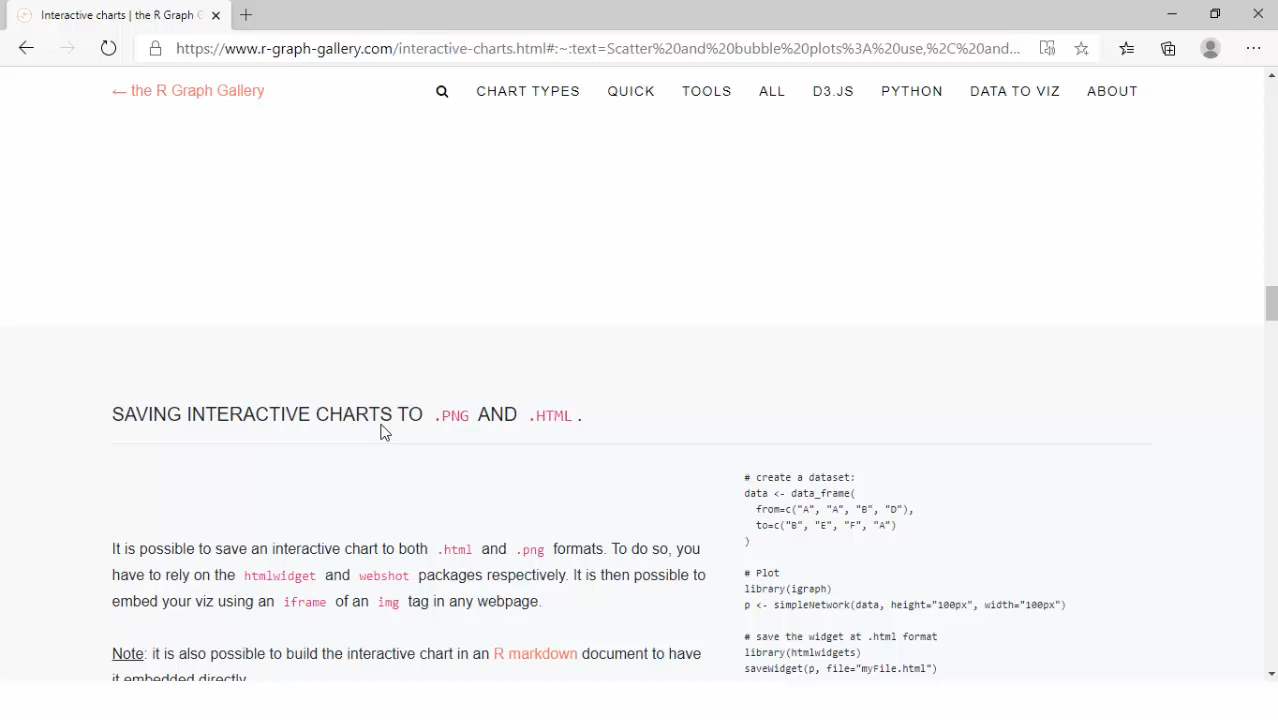 Interactive charts | the R Graph G
https://www.r-graph-gallery.com/interactive-charts.html#:~:text=Scatter%20and%20bubble%20plots%3A%20use,%2C%20and...
← the R Graph Gallery
CHART TYPES QUICK TOOLS ALL D3.JS PYTHON DATA TO VIZ ABOUT
SAVING INTERACTIVE CHARTS TO .PNG AND .HTML .
It is possible to save an interactive chart to both .html and .png formats. To do so, you
have to rely on the htmlwidget and webshot packages respectively. It is then possible to
embed your viz using an iframe of an img tag in any webpage.
Note: it is also possible to build the interactive chart in an R markdown document to have
it embedded directly.
# create a dataset:
data <- data_frame(
from=c("A", "A", "B", "D"),
to=c("B", "E", "F", "A")
)
# Plot
library(igraph)
p <- simpleNetwork(data, height="100px", width="100px")
# save the widget at .html format
library(htmlwidgets)
saveWidget(p, file="myFile.html")